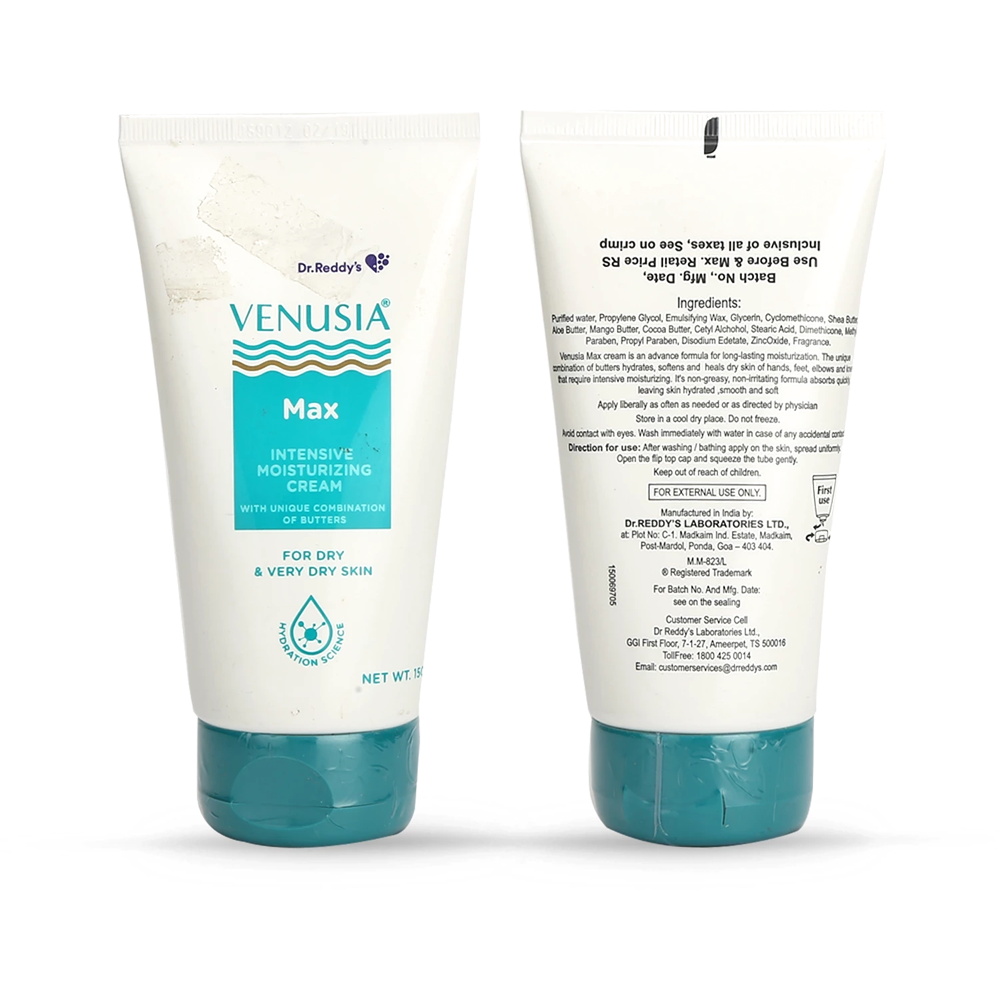 Dr.Reddy's
VENUSIA®
Max
INTENSIVE
MOISTURIZING
CREAM
WITH UNIQUE COMBINATION
OF BUTTERS
FOR DRY
& VERY DRY SKIN
HYDRATION SCIENCE
NET WT.
Batch No., Mfg. Date,
Use Before & Max. Retail Price RS
Inclusive of all taxes, See on crimp
Ingredients:
Purified water, Propylene Glycol, Emulsifying Wax, Glycerin, Cyclomethicone, Shea Butter,
Aloe Butter, Mango Butter, Cocoa Butter, Cetyl Alchohol, Stearic Acid, Dimethicone, Methyl
Paraben, Propyl Paraben, Disodium Edetate, ZincOxide, Fragrance.
Venusia Max cream is an advance formula for long-lasting moisturization. The unique
combination of butters hydrates, softens and heals dry skin of hands, feet, elbows and
that require intensive moisturizing. It's non-greasy, non-irritating formula absorbs quickly
leaving skin hydrated ,smooth and soft
Apply liberally as often as needed or as directed by physician
Store in a cool dry place. Do not freeze.
Avoid contact with eyes. Wash immediately with water in case of any accidental contact
Direction for use: After washing / bathing apply on the skin, spread uniformly.
Open the flip top cap and squeeze the tube gently.
Keep out of reach of children.
FOR EXTERNAL USE ONLY.
First
use
Manufactured in India by:
Dr.REDDY'S LABORATORIES LTD.,
at: Plot No: C-1. Madkaim Ind. Estate, Madkaim,
Post-Mardol, Ponda, Goa – 403 404.
M.M-823/L
® Registered Trademark
150069705
For Batch No. And Mfg. Date:
see on the sealing
Customer Service Cell
Dr Reddy's Laboratories Ltd.,
GGI First Floor, 7-1-27, Ameerpet, TS 500016
TollFree: 1800 425 0014
Email: customerservices@drreddys.com